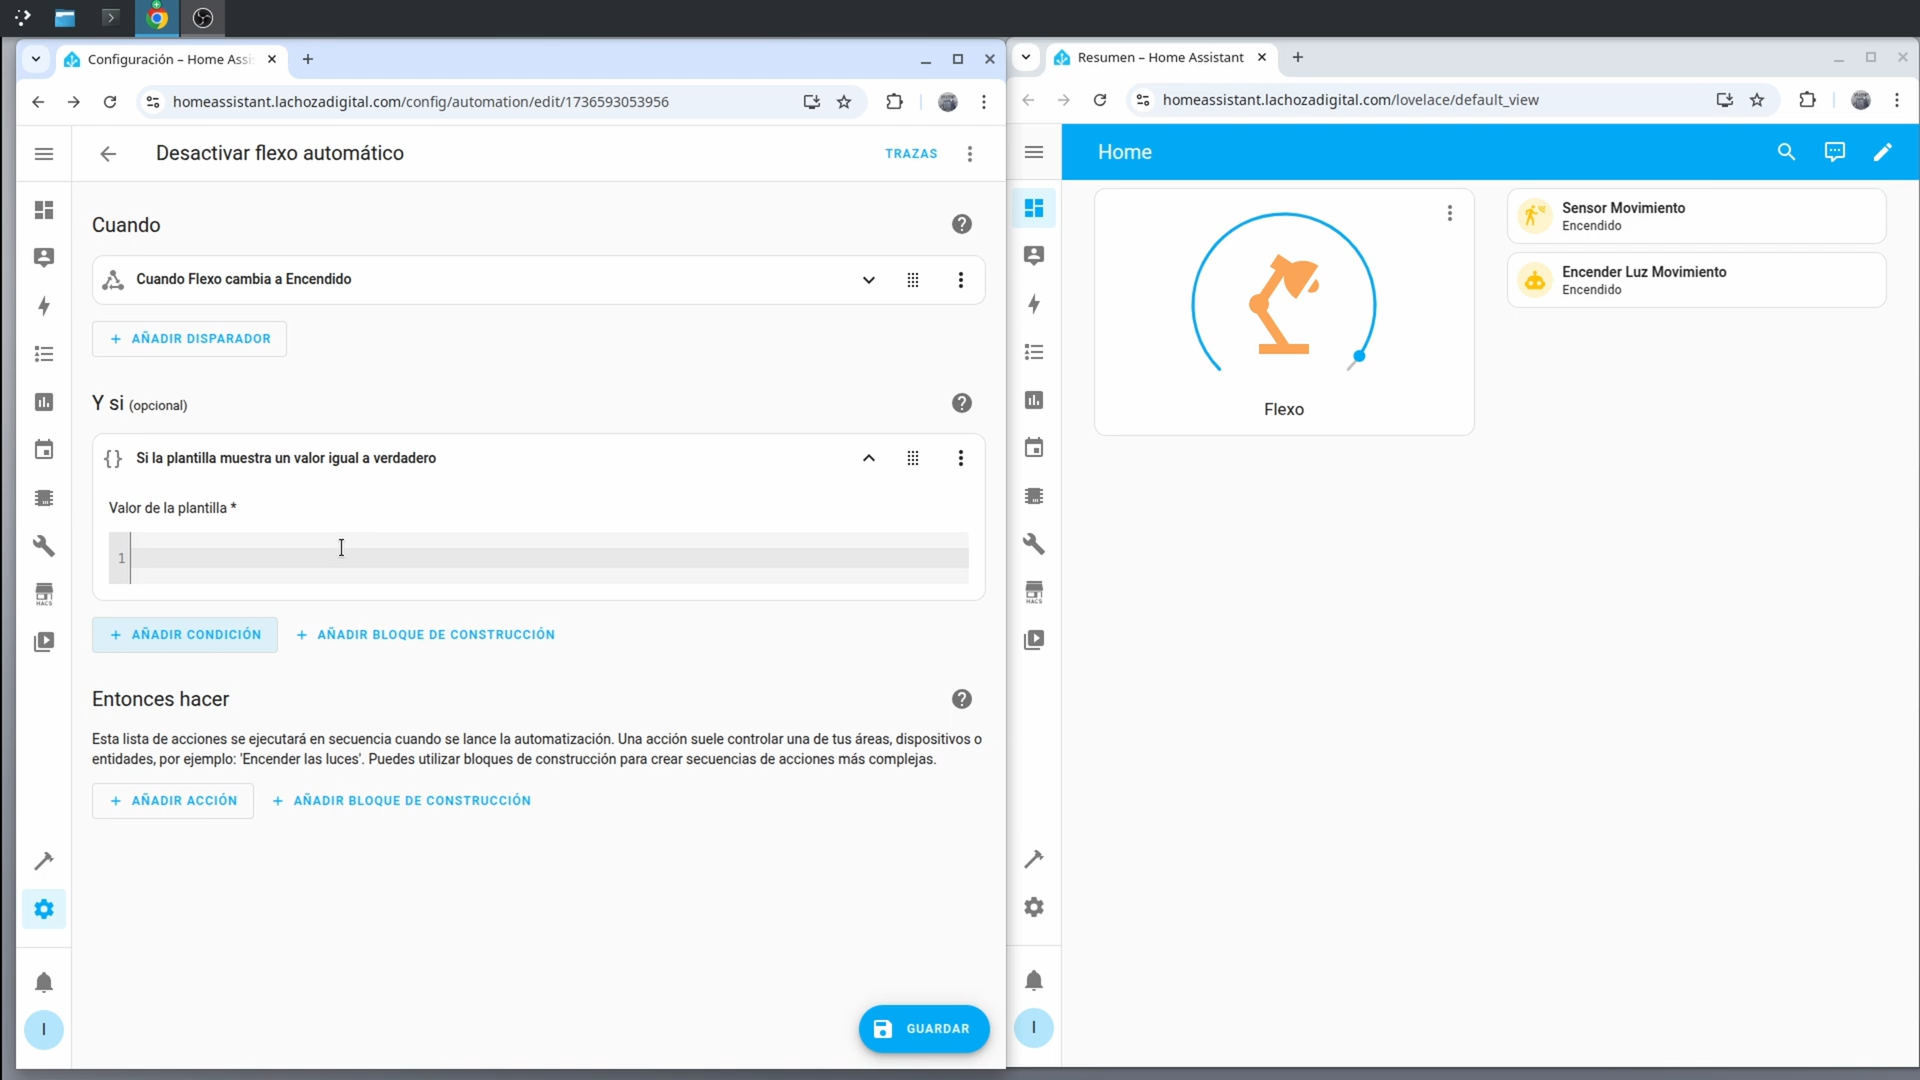 Configuración – Home Assi
homeassistant.lachozadigital.com/config/automation/edit/1736593053956
Desactivar flexo automático
TRAZAS
Cuando
Cuando Flexo cambia a Encendido
+ AÑADIR DISPARADOR
Y si (opcional)
{} Si la plantilla muestra un valor igual a verdadero
Valor de la plantilla *
1
+ AÑADIR CONDICIÓN
+ AÑADIR BLOQUE DE CONSTRUCCIÓN
Entonces hacer
Esta lista de acciones se ejecutará en secuencia cuando se lance la automatización. Una acción suele controlar una de tus áreas, dispositivos o
entidades, por ejemplo: 'Encender las luces'. Puedes utilizar bloques de construcción para crear secuencias de acciones más complejas.
+ AÑADIR ACCIÓN
+ AÑADIR BLOQUE DE CONSTRUCCIÓN
GUARDAR
HACS
I
Resumen – Home Assistant
homeassistant.lachozadigital.com/lovelace/default_view
Home
Flexo
Sensor Movimiento
Encendido
Encender Luz Movimiento
Encendido
HACS
I